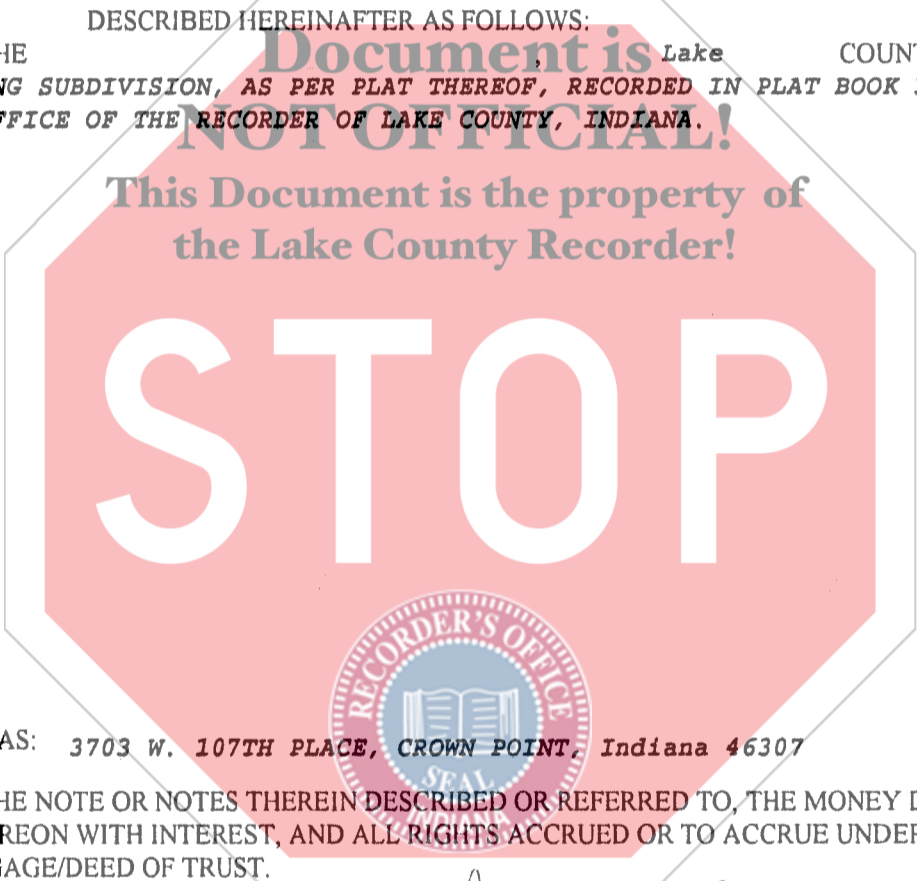 DESCRIBED HEREINAFTER AS FOLLOWS:
HE , Lake COUNT
NG SUBDIVISION, AS PER PLAT THEREOF, RECORDED IN PLAT BOOK
FFICE OF THE RECORDER OF LAKE COUNTY, INDIANA.
Document is
NOT OFFICIAL!
This Document is the property of
the Lake County Recorder!
STOP
RECORDER'S OFFICE
SEAL
INDIANA
AS: 3703 W. 107TH PLACE, CROWN POINT, Indiana 46307
HE NOTE OR NOTES THEREIN DESCRIBED OR REFERRED TO, THE MONEY D
REON WITH INTEREST, AND ALL RIGHTS ACCRUED OR TO ACCRUE UNDER
GAGE/DEED OF TRUST.